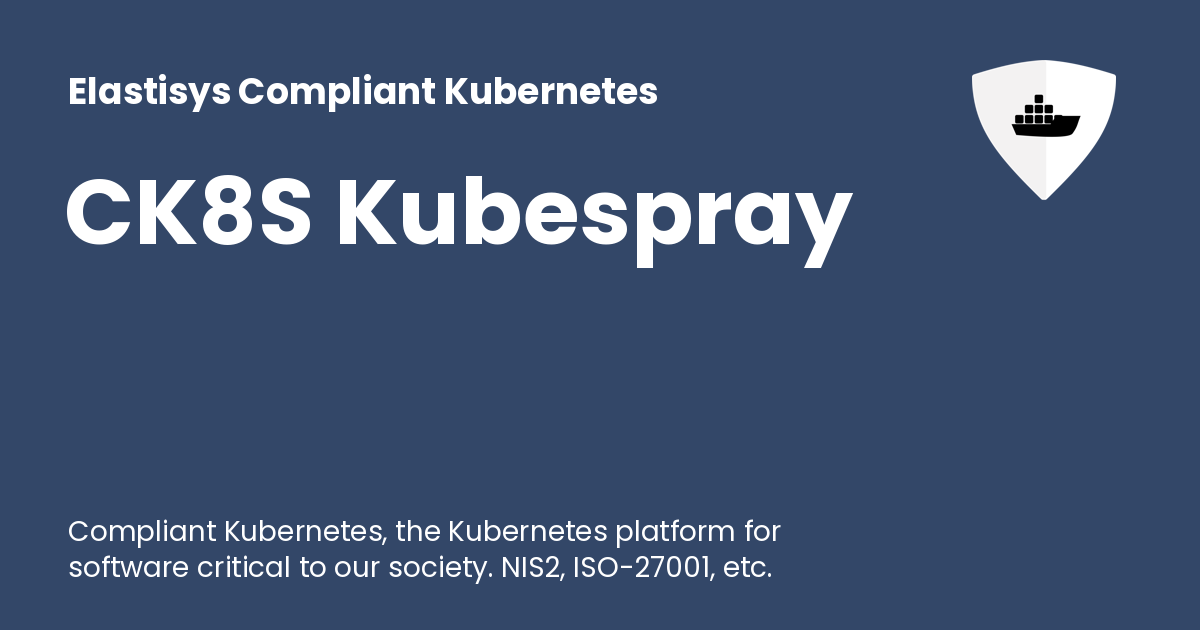 Elastisys Compliant Kubernetes
CK8S Kubespray
Compliant Kubernetes, the Kubernetes platform for
software critical to our society. NIS2, ISO-27001, etc.